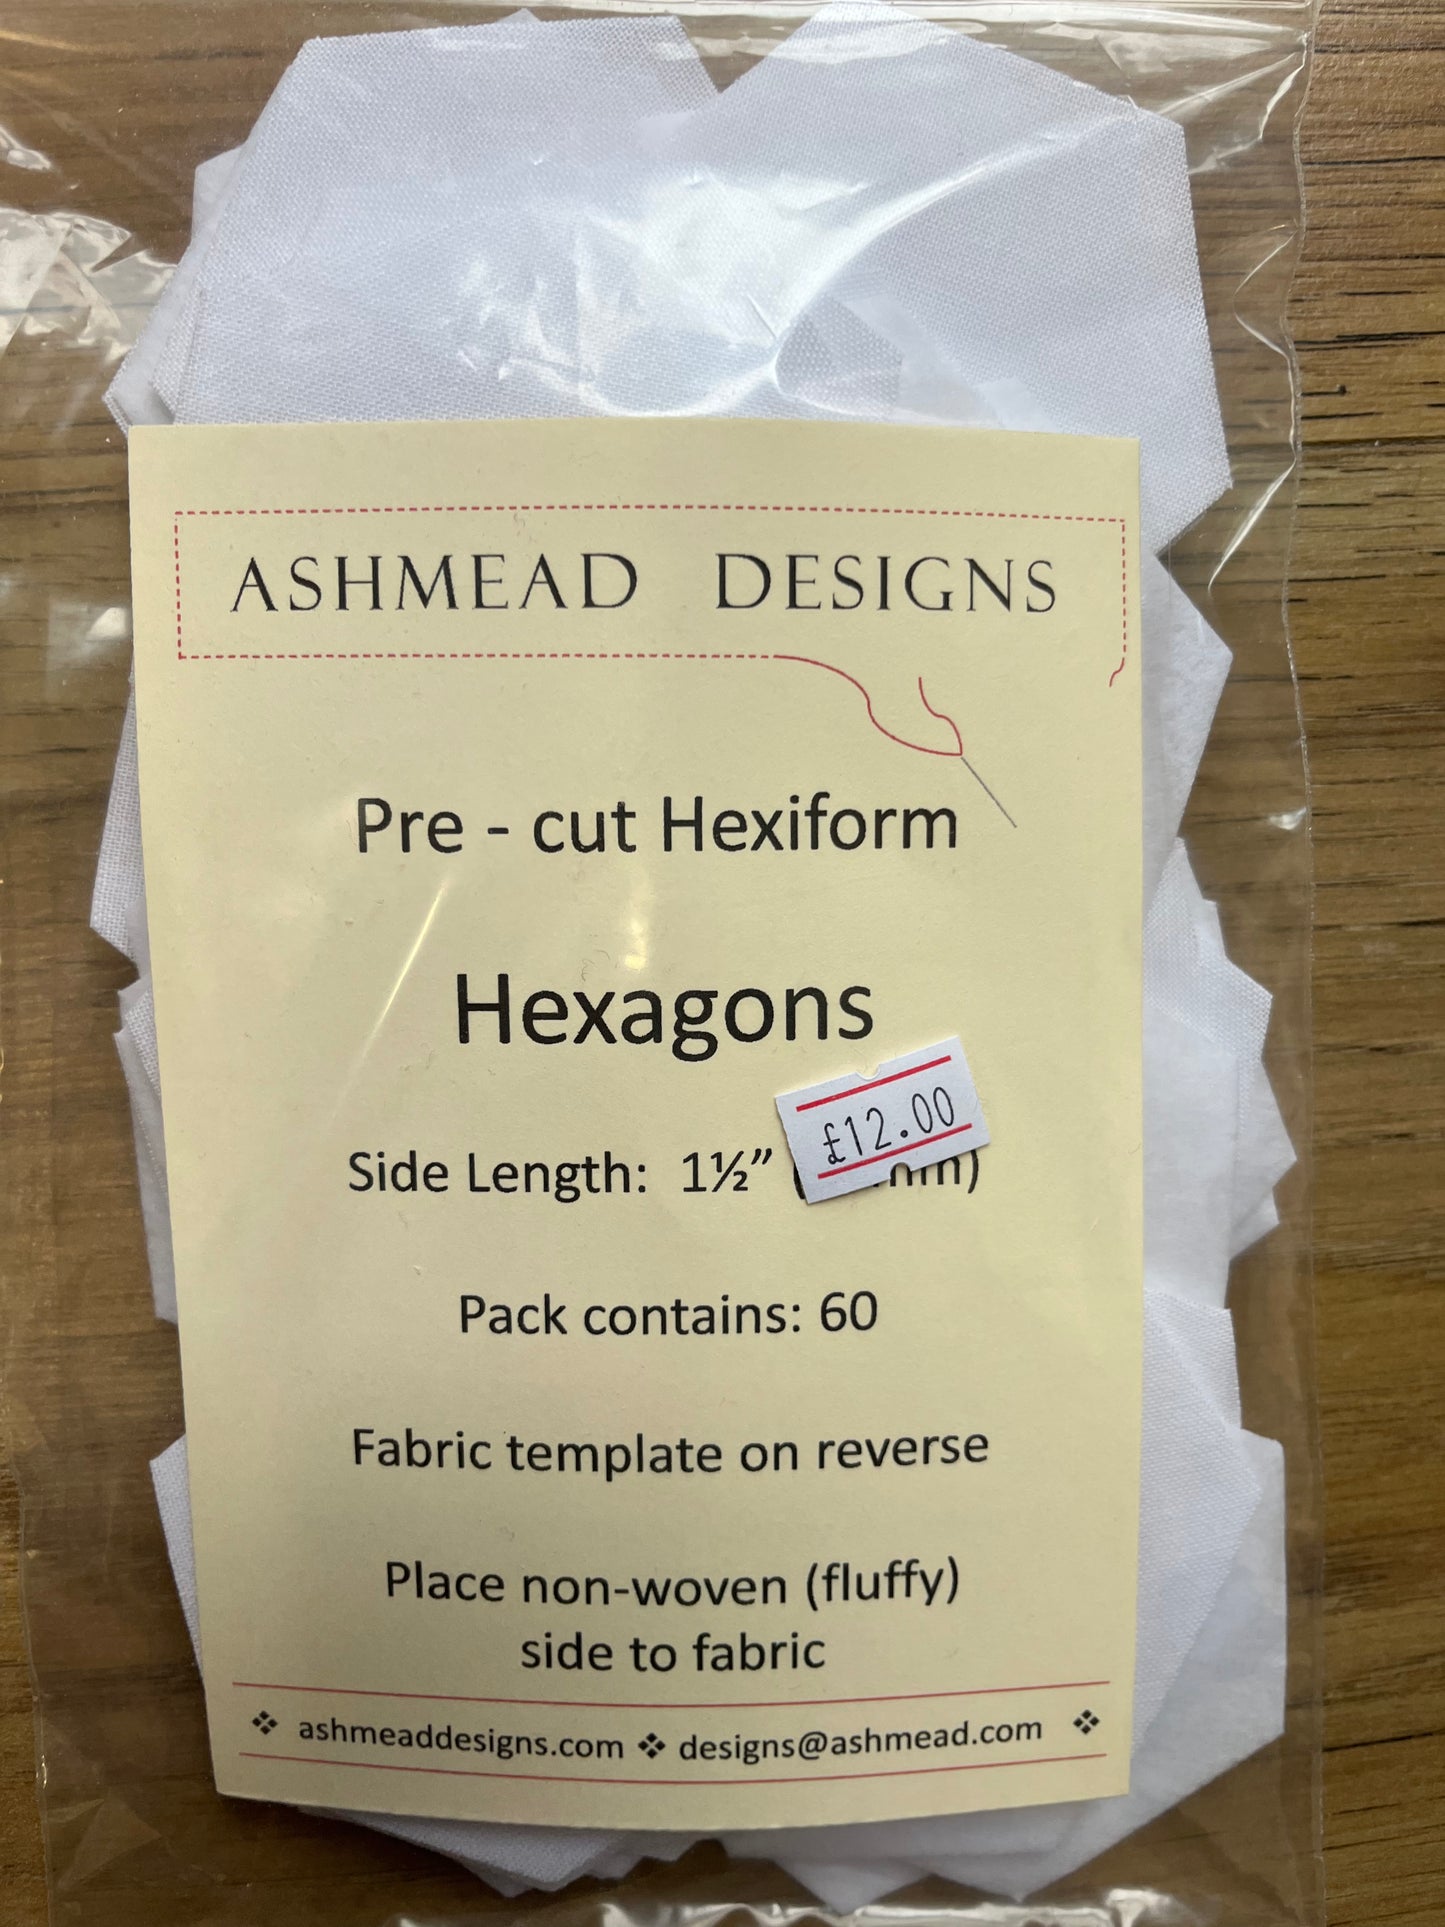 ASHMEAD DESIGNS
Pre - cut Hexiform
Hexagons
£12.00
Side Length: 1½”
Pack contains: 60
Fabric template on reverse
Place non-woven (fluffy)
side to fabric
❖ ashmeaddesigns.com ❖ designs@ashmead.com ❖